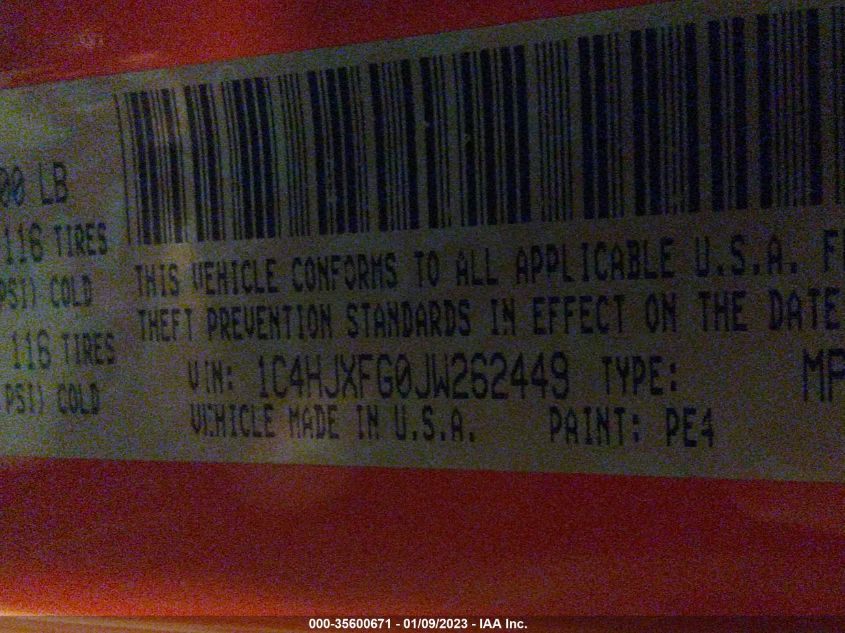 00 LB
116 TIRES
PSI) COLD
116 TIRES
PSI) COLD
THIS VEHICLE CONFORMS TO ALL APPLICABLE U.S.A. F
THEFT PREVENTION STANDARDS IN EFFECT ON THE DATE
VIN: 1C4HJXFG0JW262449 TYPE: MP
VEHICLE MADE IN U.S.A. PAINT: PE4
000-35600671 - 01/09/2023 - IAA Inc.